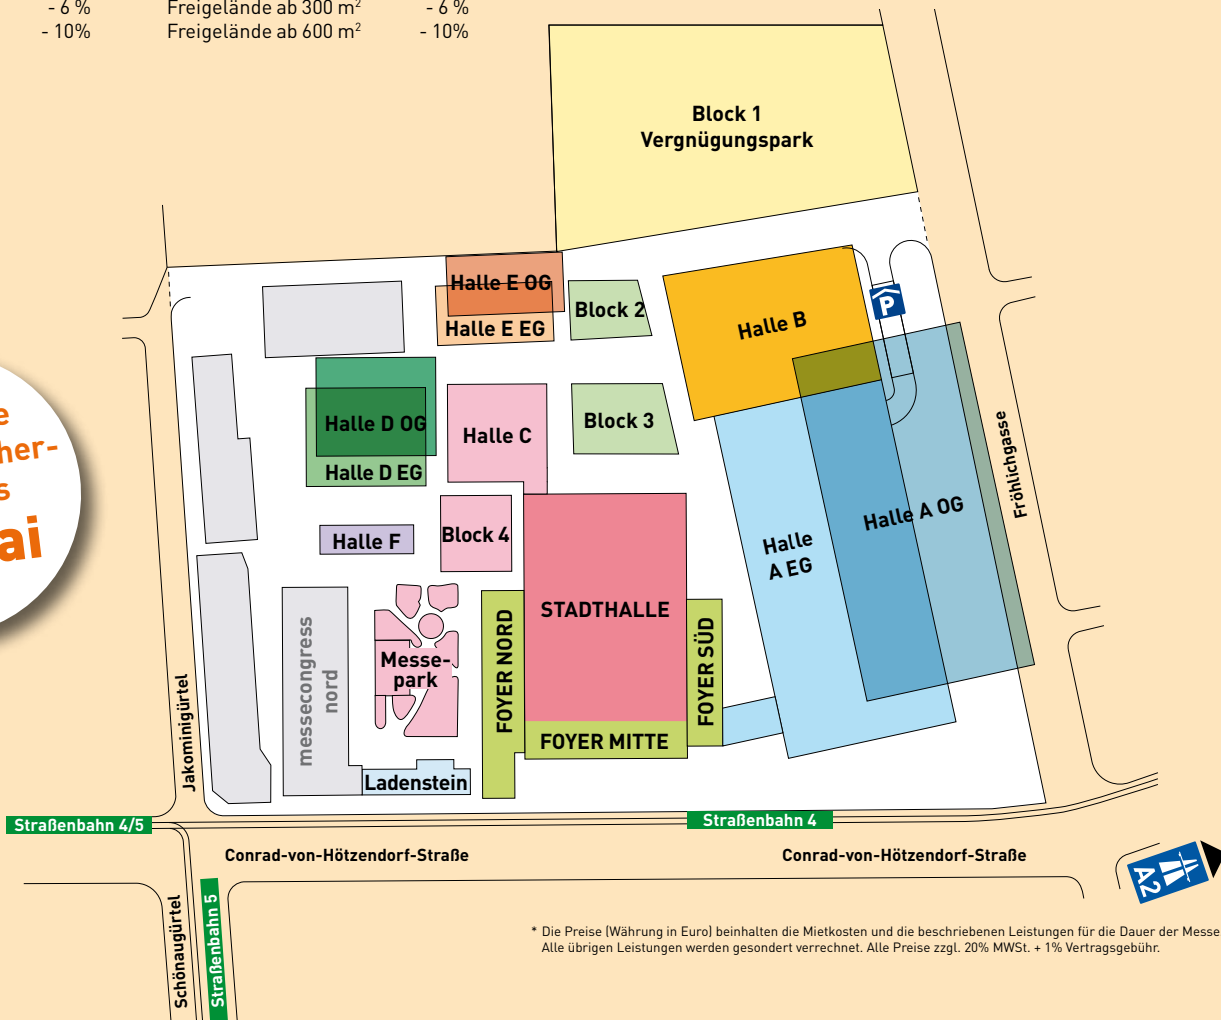 - 6 % Freigelände ab 300 m² - 6 %
- 10% Freigelände ab 600 m² - 10%
Block 1
Vergnügungspark
Halle E OG
Halle E EG
Block 2
Halle B
P
Halle D OG
Halle D EG
Halle C
Block 3
e
her-
s
ai
Halle F
Block 4
STADTHALLE
Halle
A EG
Halle A OG
Fröhlichgasse
messecongress
nord
Messe-
park
FOYER NORD
FOYER SÜD
FOYER MITTE
Ladenstein
Jakominigürtel
Straßenbahn 4/5
Straßenbahn 4
Conrad-von-Hötzendorf-Straße
Conrad-von-Hötzendorf-Straße
A2
Schönaugürtel
Straßenbahn 5
* Die Preise (Währung in Euro) beinhalten die Mietkosten und die beschriebenen Leistungen für die Dauer der Messe
Alle übrigen Leistungen werden gesondert verrechnet. Alle Preise zzgl. 20% MWSt. + 1% Vertragsgebühr.